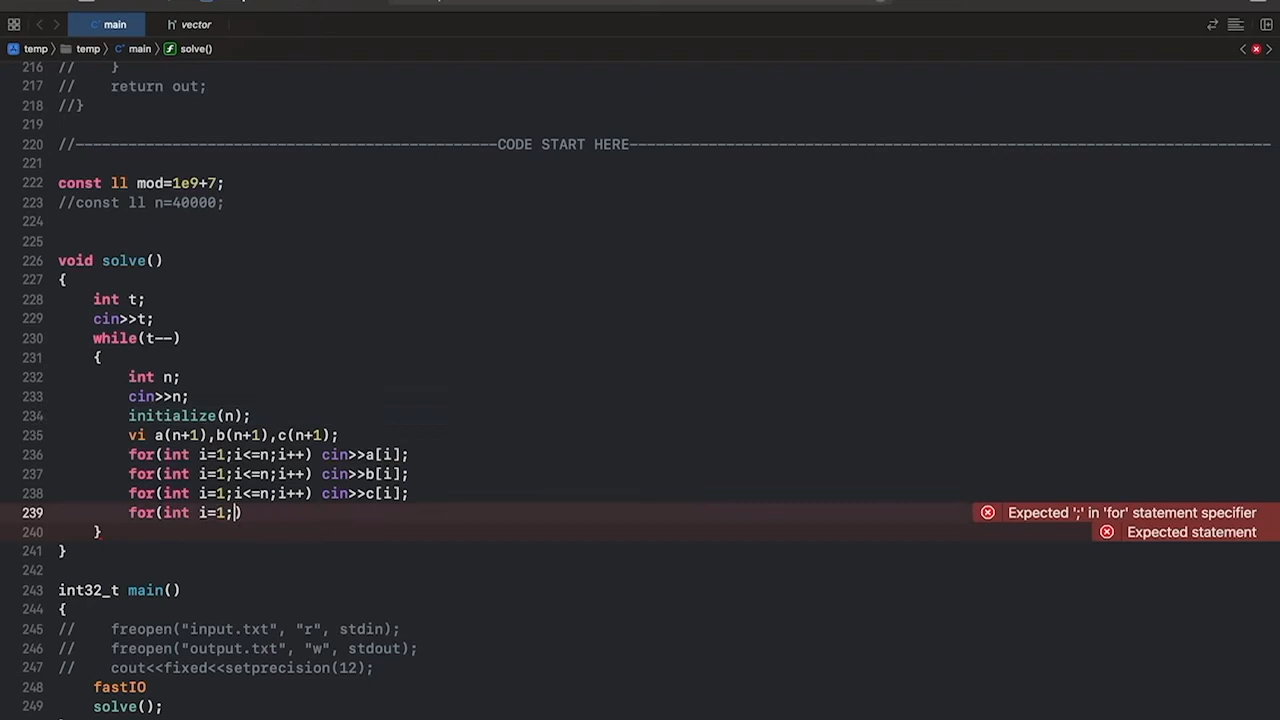 main
vector
temp
temp
main
solve()
216 //    }
217 //    return out;
218 //}
219
220 //------------------------------------------------CODE START HERE-------------------------------------------------------------------------
221
222 const ll mod=1e9+7;
223 //const ll n=40000;
224
225
226 void solve()
227 {
228     int t;
229     cin>>t;
230     while(t--)
231     {
232         int n;
233         cin>>n;
234         initialize(n);
235         vi a(n+1),b(n+1),c(n+1);
236         for(int i=1;i<=n;i++) cin>>a[i];
237         for(int i=1;i<=n;i++) cin>>b[i];
238         for(int i=1;i<=n;i++) cin>>c[i];
239         for(int i=1;) Expected ';' in 'for' statement specifier
240     } Expected statement
241 }
242
243 int32_t main()
244 {
245 //    freopen("input.txt", "r", stdin);
246 //    freopen("output.txt", "w", stdout);
247 //    cout<<fixed<<setprecision(12);
248     fastIO
249     solve();